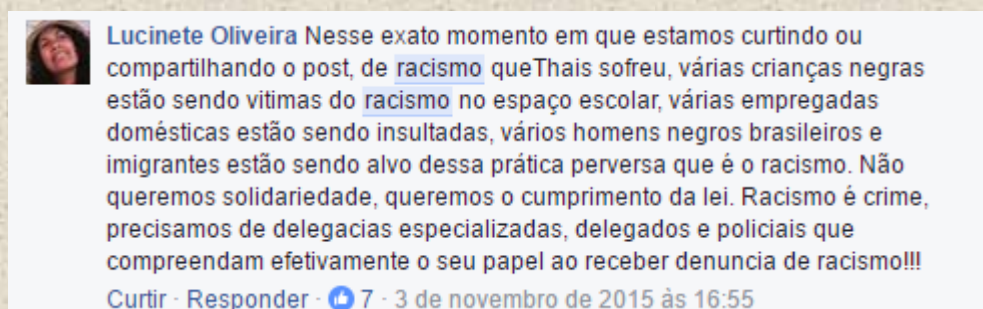 Lucinete Oliveira Nesse exato momento em que estamos curtindo ou
compartilhando o post, de racismo queThais sofreu, várias crianças negras
estão sendo vitimas do racismo no espaço escolar, várias empregadas
domésticas estão sendo insultadas, vários homens negros brasileiros e
imigrantes estão sendo alvo dessa prática perversa que é o racismo. Não
queremos solidariedade, queremos o cumprimento da lei. Racismo é crime,
precisamos de delegacias especializadas, delegados e policiais que
compreendam efetivamente o seu papel ao receber denuncia de racismo!!!
Curtir · Responder · 7 · 3 de novembro de 2015 às 16:55